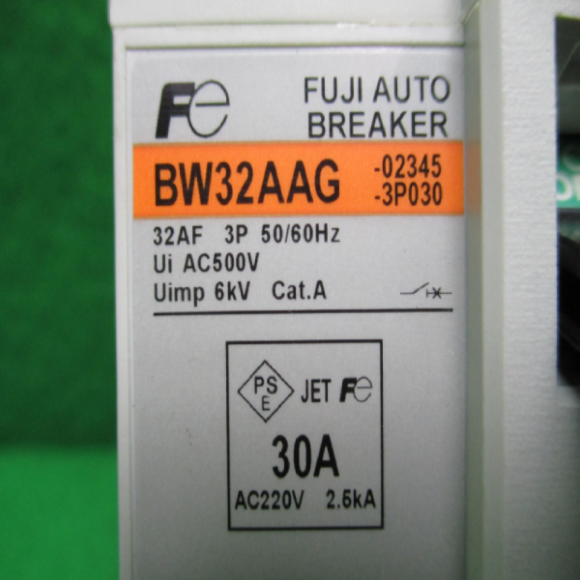 Fe FUJI AUTO
BREAKER
BW32AAG -02345
-3P030
32AF 3P 50/60Hz
Ui AC500V
Uimp 6kV Cat.A
PS
E JET Fe
30A
AC220V 2.5kA